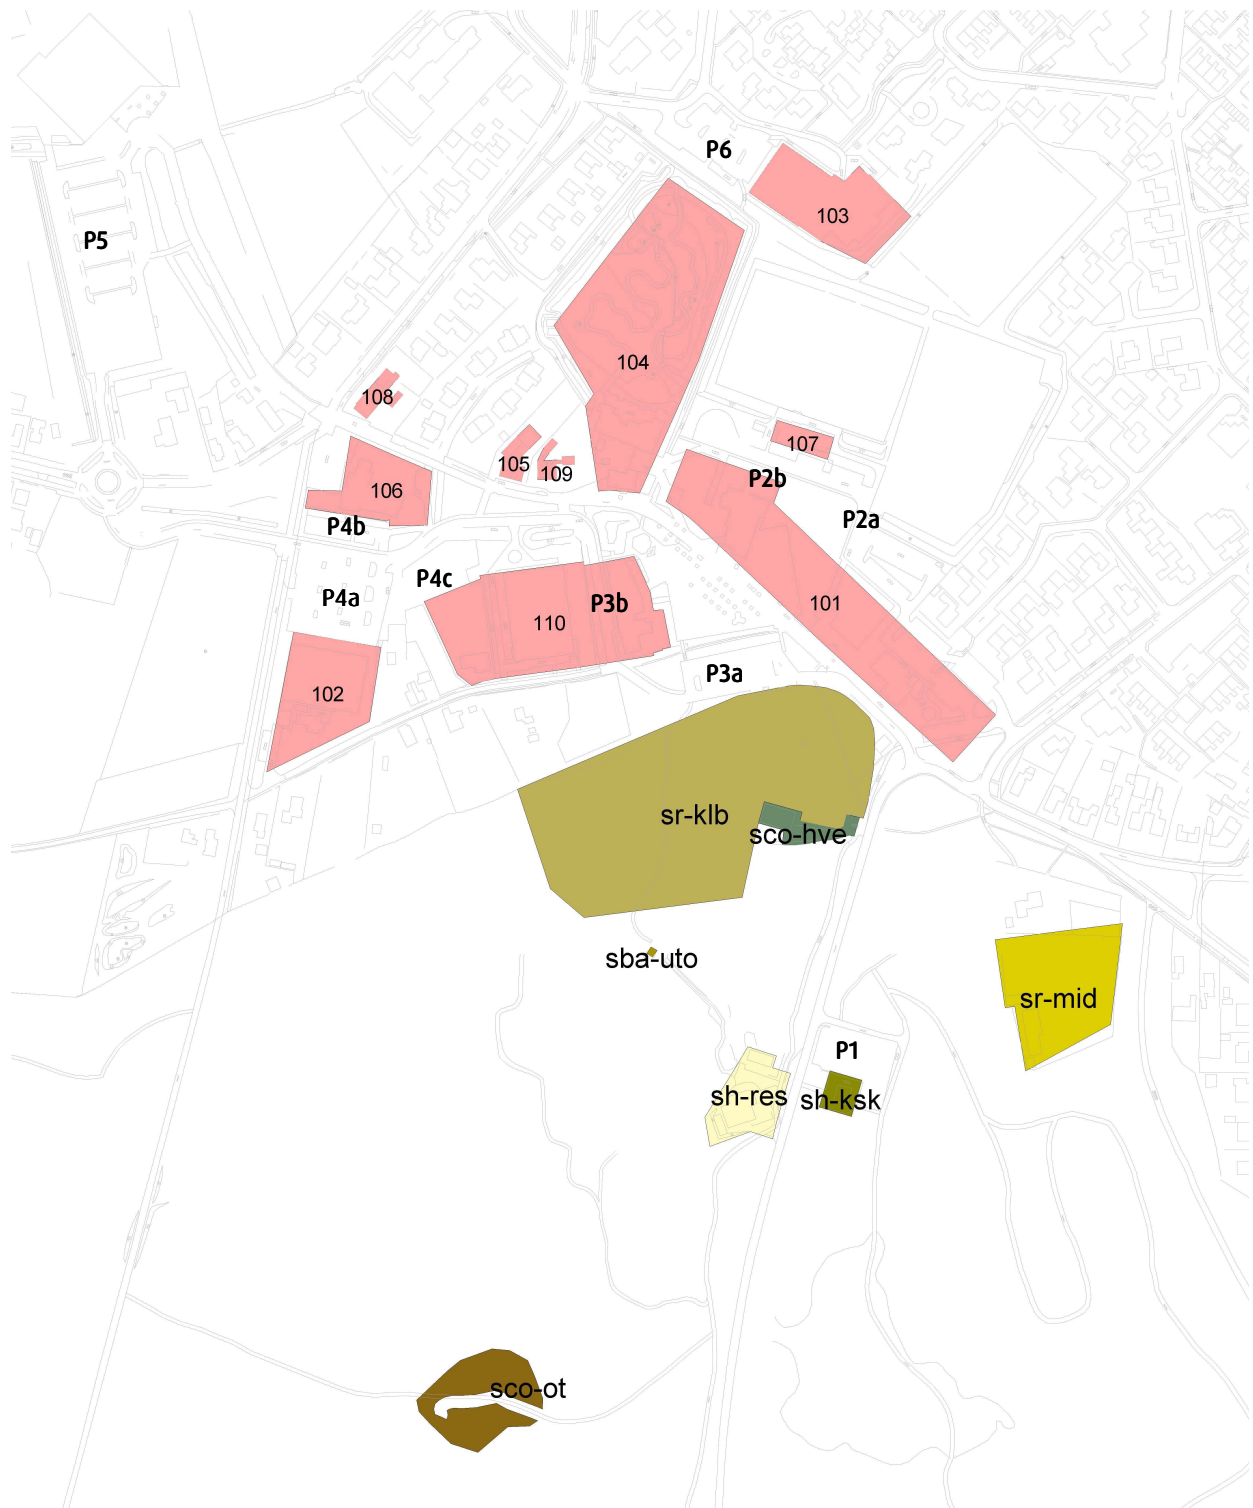 P6
103
P5
104
108
107
105
109
P2b
106
P2a
P4b
P4c
P4a
P3b
101
110
P3a
102
sr-klb
sco-hve
sba-uto
sr-mid
P1
sh-res
sh-ksk
sco-ot